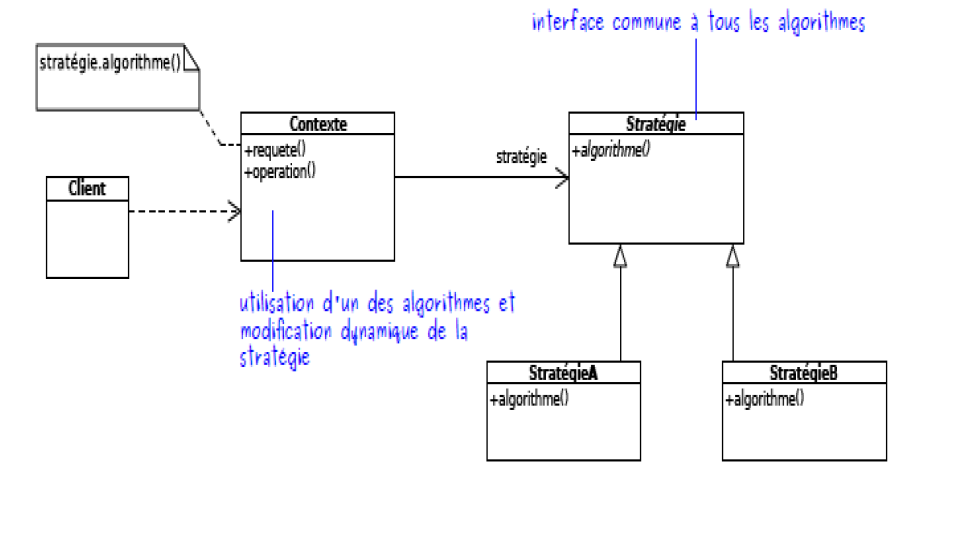 interface commune à tous les algorithmes
stratégie.algorithme()
Contexte
+requete()
+operation()
stratégie
Stratégie
+algorithme()
Client
utilisation d'un des algorithmes et
modification dynamique de la
stratégie
StratégieA
+algorithme()
StratégieB
+algorithme()